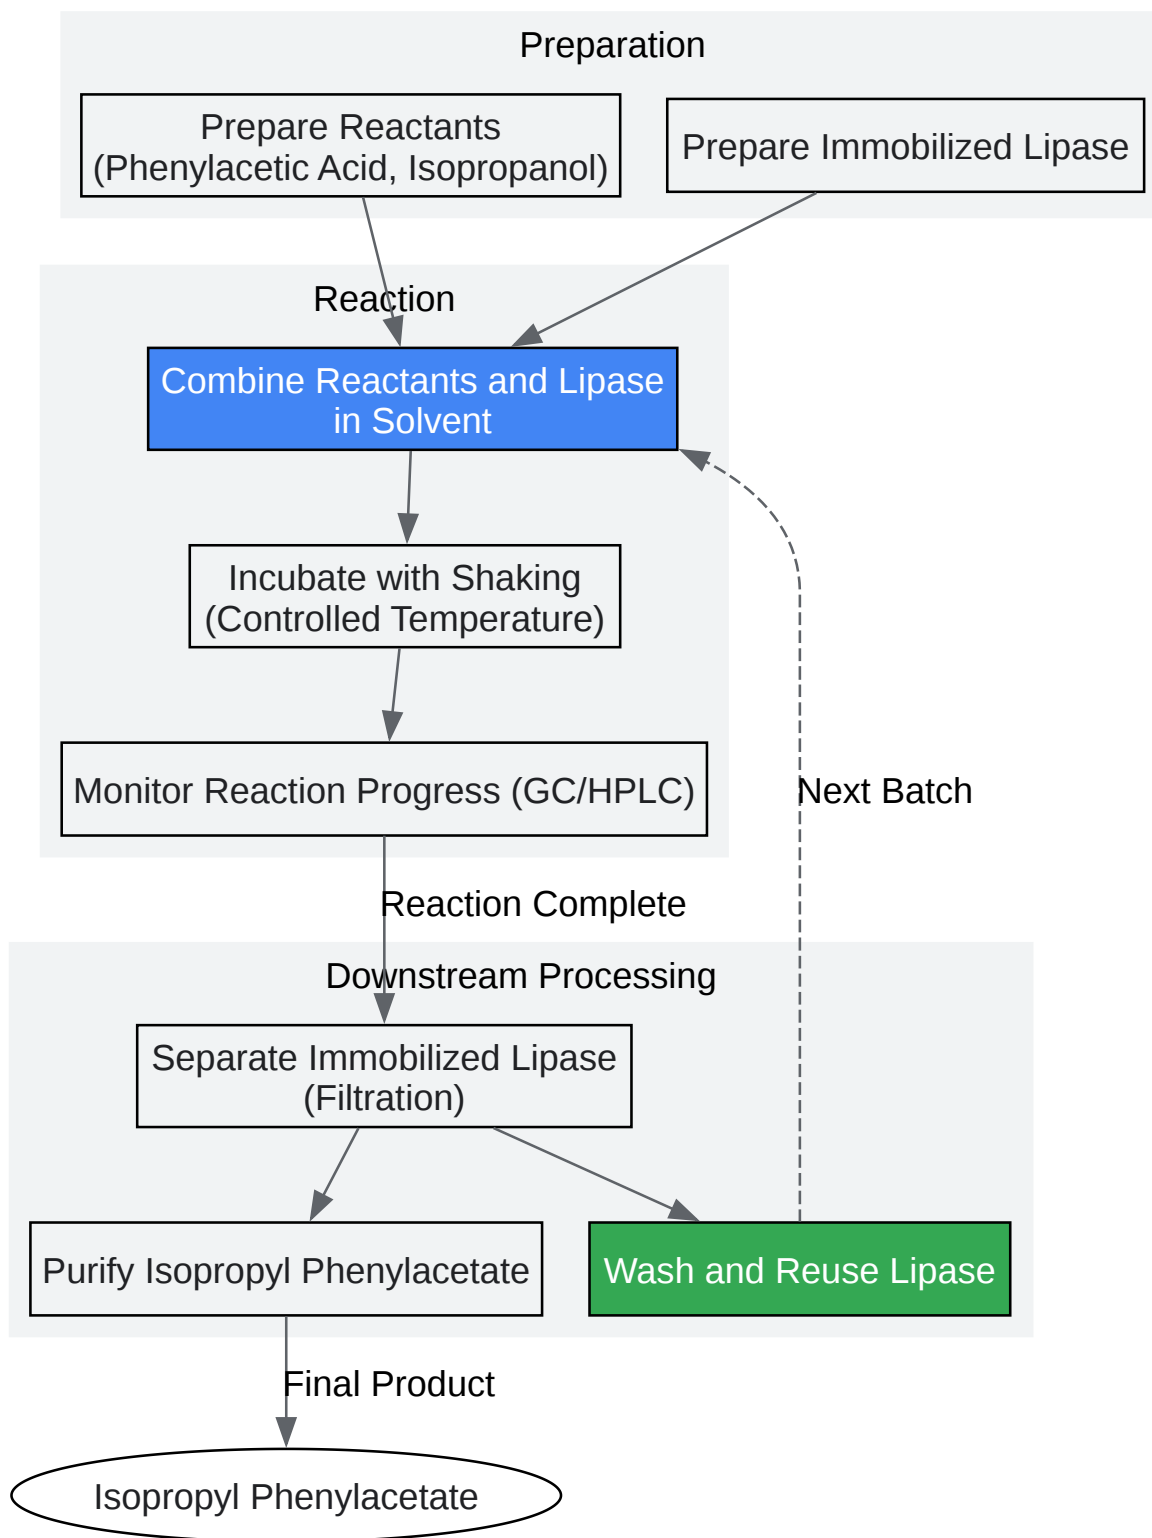 Preparation
Prepare Reactants
(Phenylacetic Acid, Isopropanol)
Prepare Immobilized Lipase
Reaction
Combine Reactants and Lipase
in Solvent
Incubate with Shaking
(Controlled Temperature)
Monitor Reaction Progress (GC/HPLC)
Next Batch
Reaction Complete
Downstream Processing
Separate Immobilized Lipase
(Filtration)
Purify Isopropyl Phenylacetate
Wash and Reuse Lipase
Final Product
Isopropyl Phenylacetate